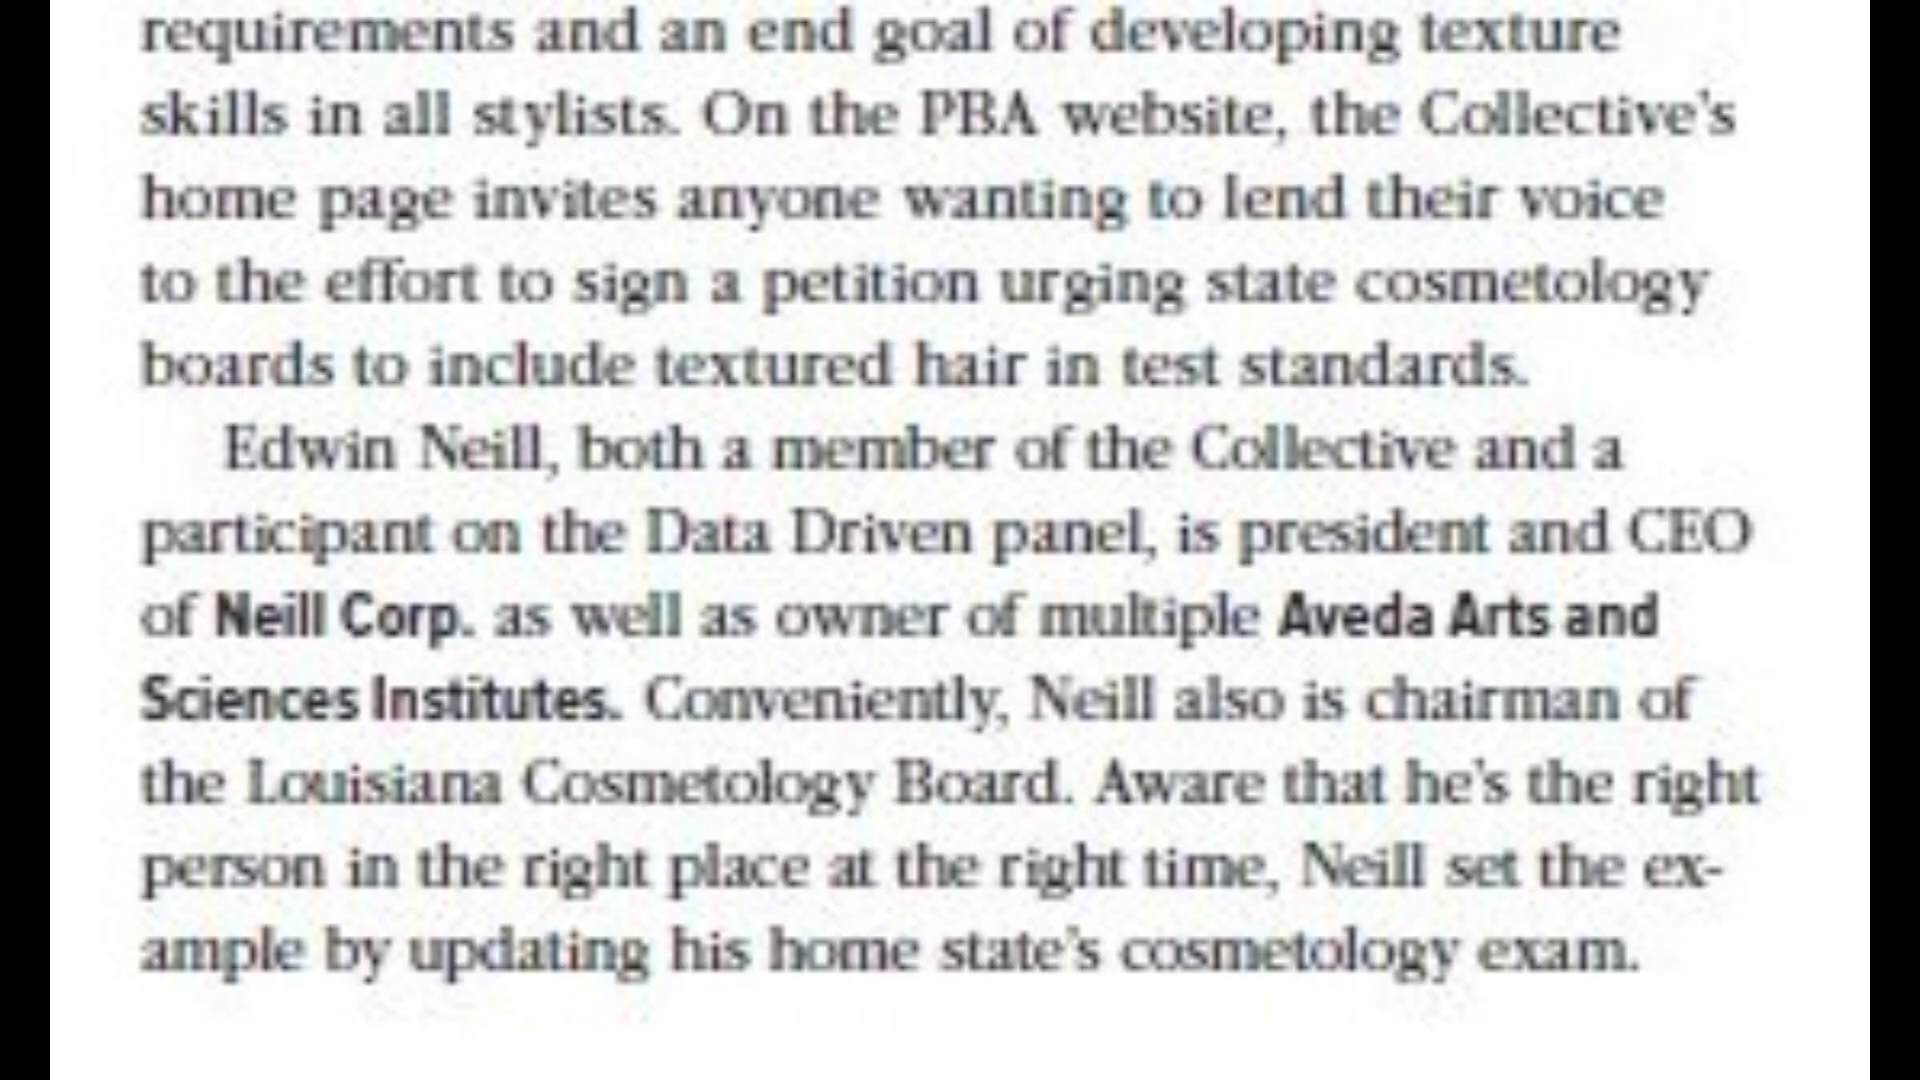 requirements and an end goal of developing texture
skills in all stylists. On the PBA website, the Collective's
home page invites anyone wanting to lend their voice
to the effort to sign a petition urging state cosmetology
boards to include textured hair in test standards.
Edwin Neill, both a member of the Collective and a
participant on the Data Driven panel, is president and CEO
of Neill Corp. as well as owner of multiple Aveda Arts and
Sciences Institutes. Conveniently, Neill also is chairman of
the Louisiana Cosmetology Board. Aware that he's the right
person in the right place at the right time, Neill set the ex-
ample by updating his home state's cosmetology exam.